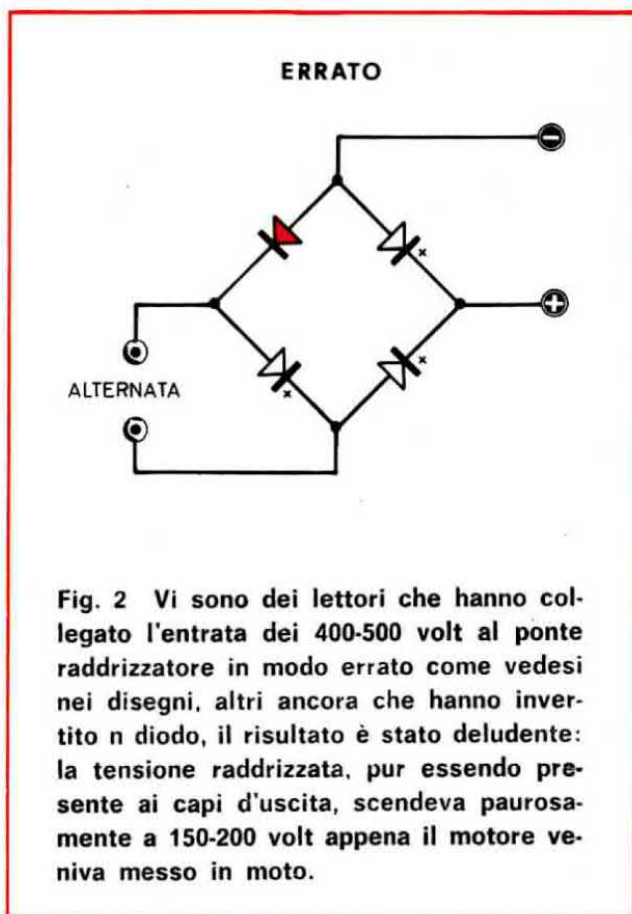 ERRATO
ALTERNATA
Fig. 2 Vi sono dei lettori che hanno col-
legato l'entrata dei 400-500 volt al ponte
raddrizzatore in modo errato come vedesi
nei disegni, altri ancora che hanno inver-
tito n diodo, il risultato è stato deludente:
la tensione raddrizzata, pur essendo pre-
sente ai capi d'uscita, scendeva paurosa-
mente a 150-200 volt appena il motore ve-
niva messo in moto.